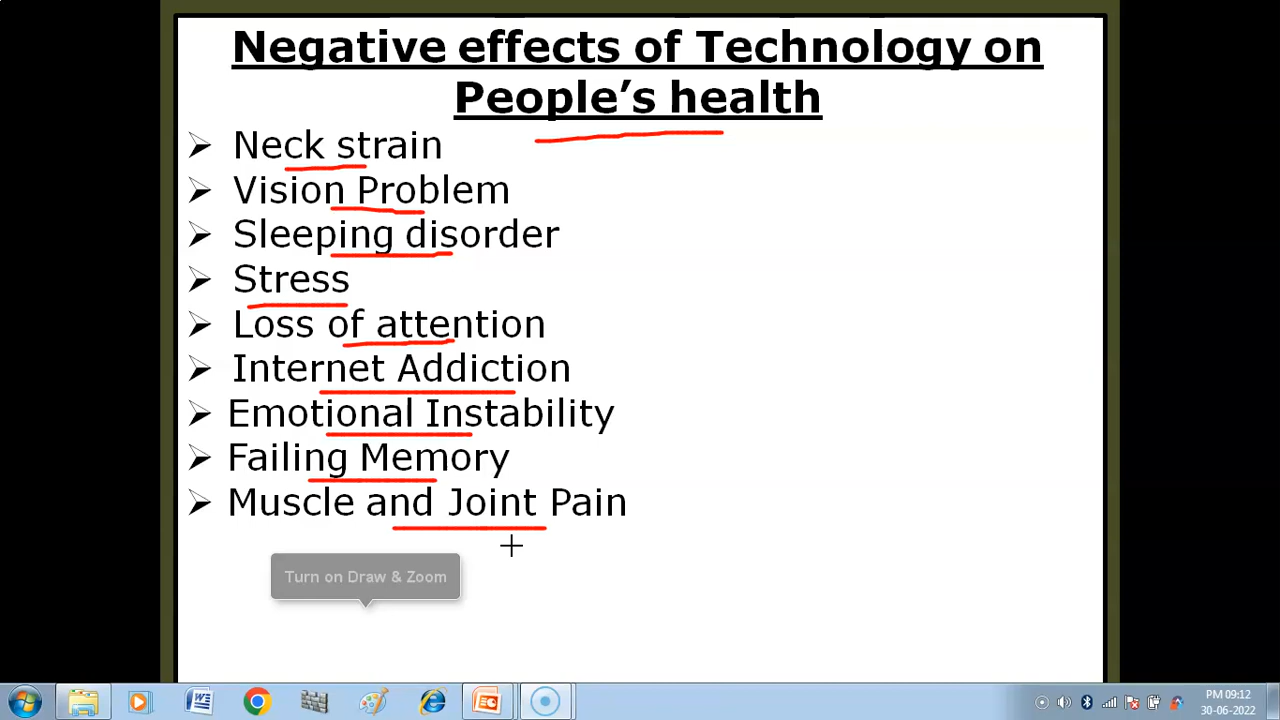 Negative effects of Technology on
People’s health
Neck strain
Vision Problem
Sleeping disorder
Stress
Loss of attention
Internet Addiction
Emotional Instability
Failing Memory
Muscle and Joint Pain
Turn on Draw & Zoom
PM 09:12
30-06-2022